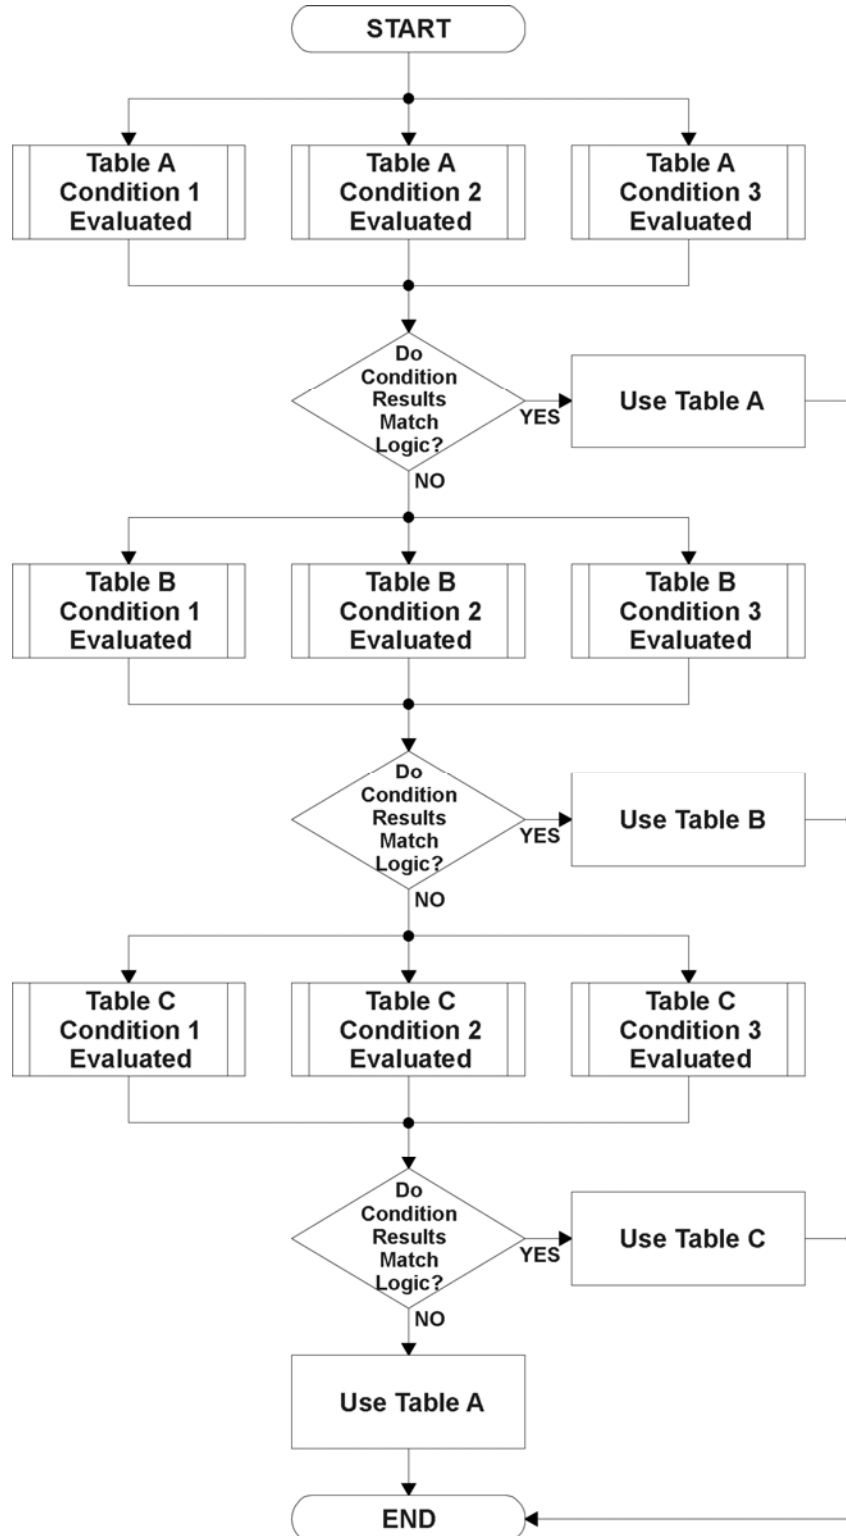 START
Table A
Condition 1
Evaluated
Table A
Condition 2
Evaluated
Table A
Condition 3
Evaluated
Do
Condition
Results
Match
Logic?
YES
Use Table A
NO
Table B
Condition 1
Evaluated
Table B
Condition 2
Evaluated
Table B
Condition 3
Evaluated
Do
Condition
Results
Match
Logic?
YES
Use Table B
NO
Table C
Condition 1
Evaluated
Table C
Condition 2
Evaluated
Table C
Condition 3
Evaluated
Do
Condition
Results
Match
Logic?
YES
Use Table C
NO
Use Table A
END